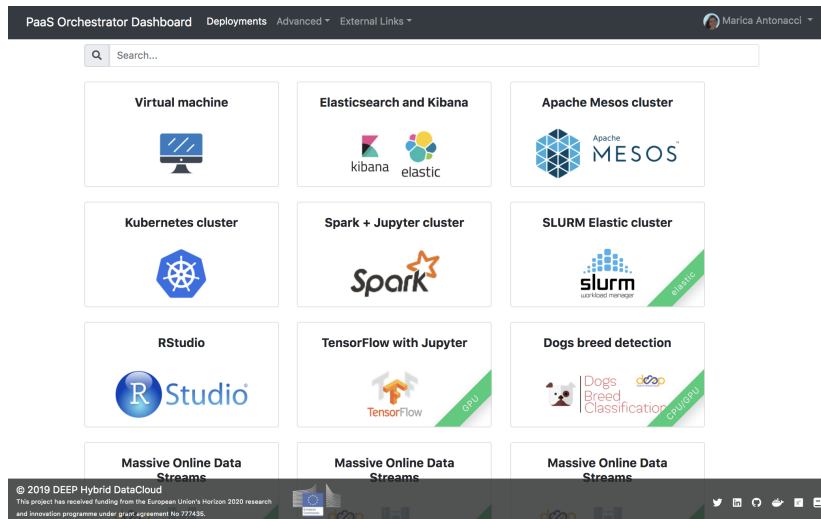 PaaS Orchestrator Dashboard Deployments Advanced External Links Marica Antonacci
Search...
Virtual machine
Elasticsearch and Kibana
kibana
elastic
Apache Mesos cluster
Apache
MESOS
Kubernetes cluster
Spark + Jupyter cluster
Spark
SLURM Elastic cluster
slurm
workload manager
elastic
RStudio
R Studio
TensorFlow with Jupyter
TensorFlow
GPU
Dogs breed detection
Dogs
Breed
Classification
deep
CPU/GPU
Massive Online Data
Streams
Massive Online Data
Streams
Massive Online Data
Streams
© 2019 DEEP Hybrid DataCloud
This project has received funding from the European Union's Horizon 2020 research
and innovation programme under grant agreement No 777435.